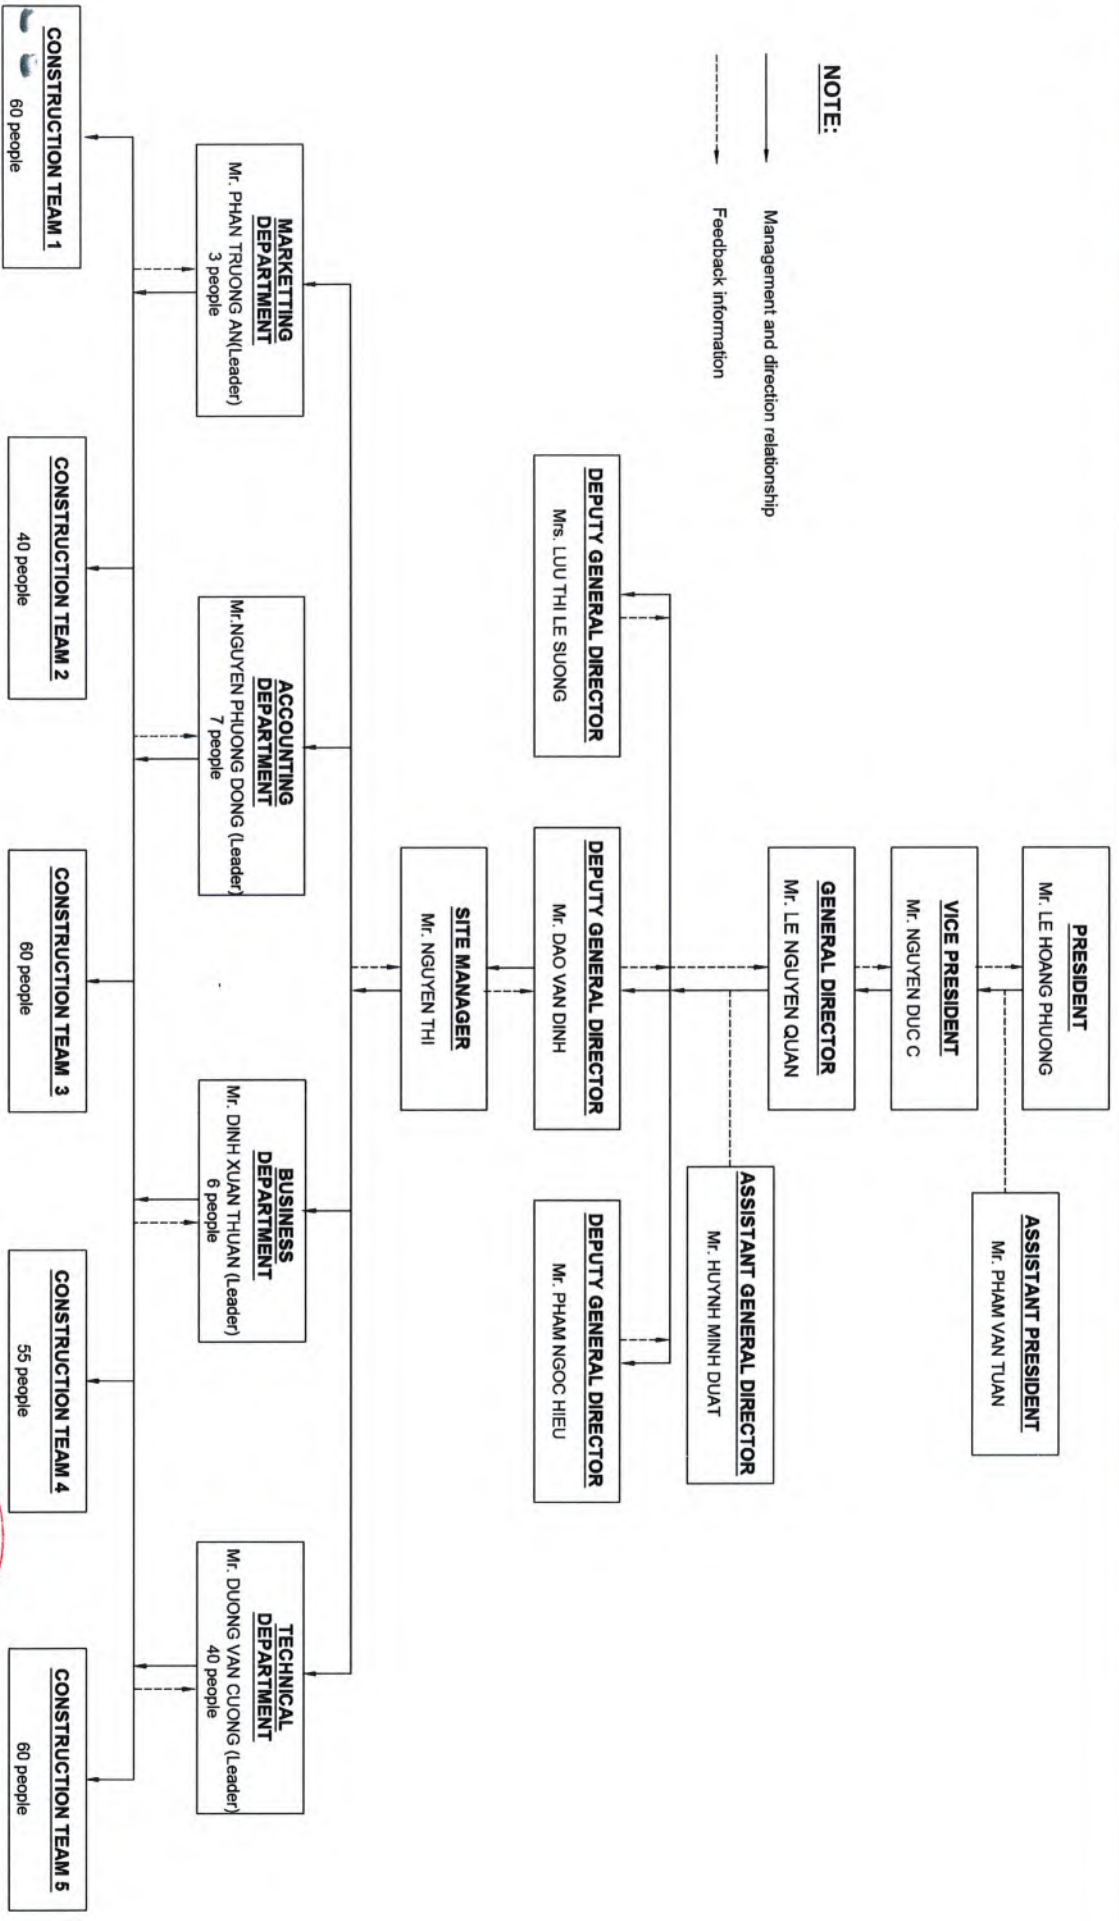 NOTE:
Management and direction relationship
Feedback information
PRESIDENT
Mr. LE HOANG PHUONG
ASSISTANT PRESIDENT
Mr. PHAM VAN TUAN
VICE PRESIDENT
Mr. NGUYEN DUC C
GENERAL DIRECTOR
Mr. LE NGUYEN QUAN
ASSISTANT GENERAL DIRECTOR
Mr. HUYNH MINH DUAT
DEPUTY GENERAL DIRECTOR
Mrs. LUU THI LE SUONG
DEPUTY GENERAL DIRECTOR
Mr. DAO VAN DINH
DEPUTY GENERAL DIRECTOR
Mr. PHAM NGOC HIEU
SITE MANAGER
Mr. NGUYEN THI
MARKETTING
DEPARTMENT
Mr. PHAN TRUONG AN(Leader)
3 people
ACCOUNTING
DEPARTMENT
Mr.NGUYEN PHUONG DONG (Leader)
7 people
BUSINESS
DEPARTMENT
Mr. DINH XUAN THUAN (Leader)
6 people
TECHNICAL
DEPARTMENT
Mr. DUONG VAN CUONG (Leader)
40 people
CONSTRUCTION TEAM 1
60 people
CONSTRUCTION TEAM 2
40 people
CONSTRUCTION TEAM 3
60 people
CONSTRUCTION TEAM 4
55 people
CONSTRUCTION TEAM 5
60 people